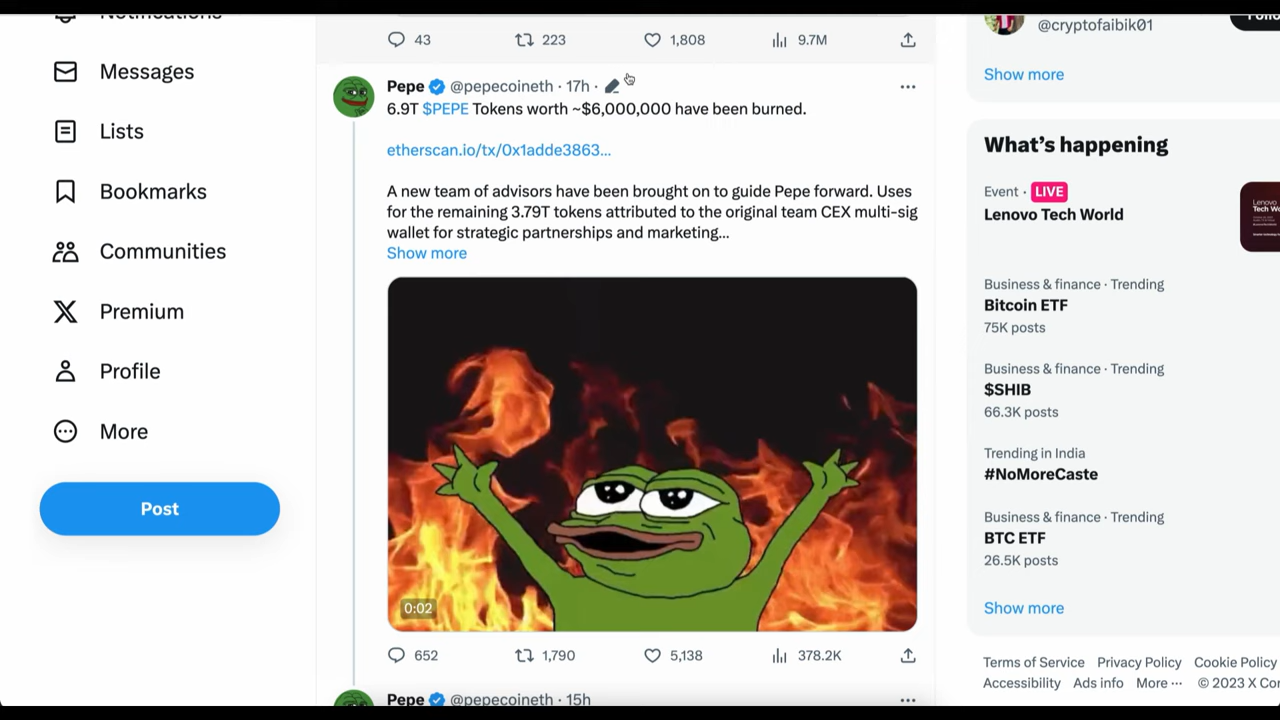 Notifications
Messages
Lists
Bookmarks
Communities
Premium
Profile
More
Post
43 223 1,808 9.7M
Pepe @pepecoineth · 17h ·
6.9T $PEPE Tokens worth ~$6,000,000 have been burned.
etherscan.io/tx/0x1adde3863...
A new team of advisors have been brought on to guide Pepe forward. Uses
for the remaining 3.79T tokens attributed to the original team CEX multi-sig
wallet for strategic partnerships and marketing...
Show more
0:02
652 1,790 5,138 378.2K
Pepe @pepecoineth · 15h
@cryptofaibik01
Show more
What's happening
Event · LIVE
Lenovo Tech World
Business & finance · Trending
Bitcoin ETF
75K posts
Business & finance · Trending
$SHIB
66.3K posts
Trending in India
#NoMoreCaste
Business & finance · Trending
BTC ETF
26.5K posts
Show more
Terms of Service Privacy Policy Cookie Policy
Accessibility Ads info More ··· © 2023 X Cor